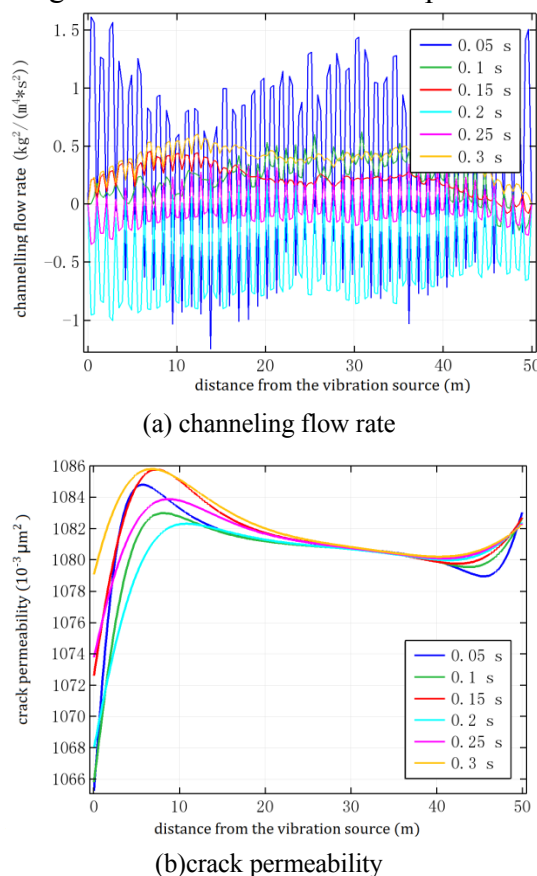 1.5
1
0.5
0
−0.5
−1
channelling flow rate (kg²/(m⁴*s²))
0.05 s
0.1 s
0.15 s
0.2 s
0.25 s
0.3 s
0 10 20 30 40 50
distance from the vibration source (m)
(a) channeling flow rate
1086
1084
1082
1080
1078
1076
1074
1072
1070
1068
1066
crack permeability (10⁻³ μm²)
0.05 s
0.1 s
0.15 s
0.2 s
0.25 s
0.3 s
0 10 20 30 40 50
distance from the vibration source (m)
(b)crack permeability